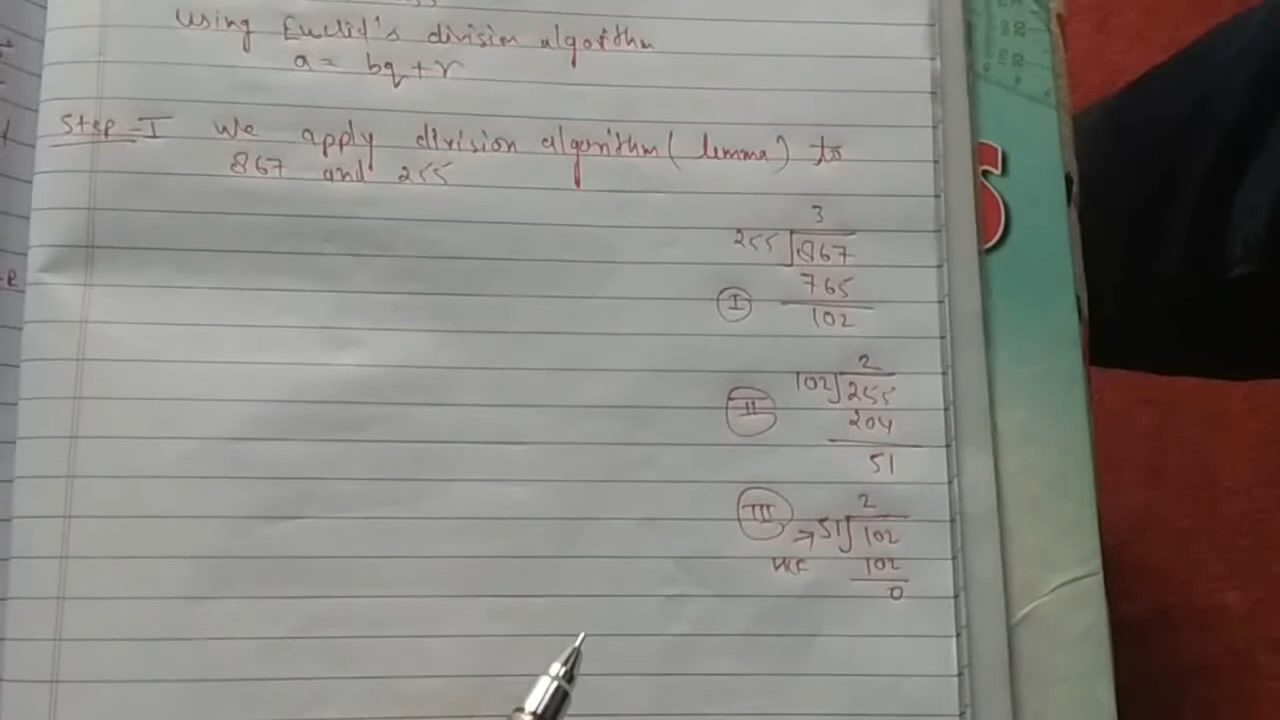 Using Euclid's division algorithm
a = bq + r
Step-I We apply division algorithm (lemma) to
867 and 255
3
255 867
765
I
102
2
102 255
II
204
51
III
2
→ 51 102
HCF 102
0